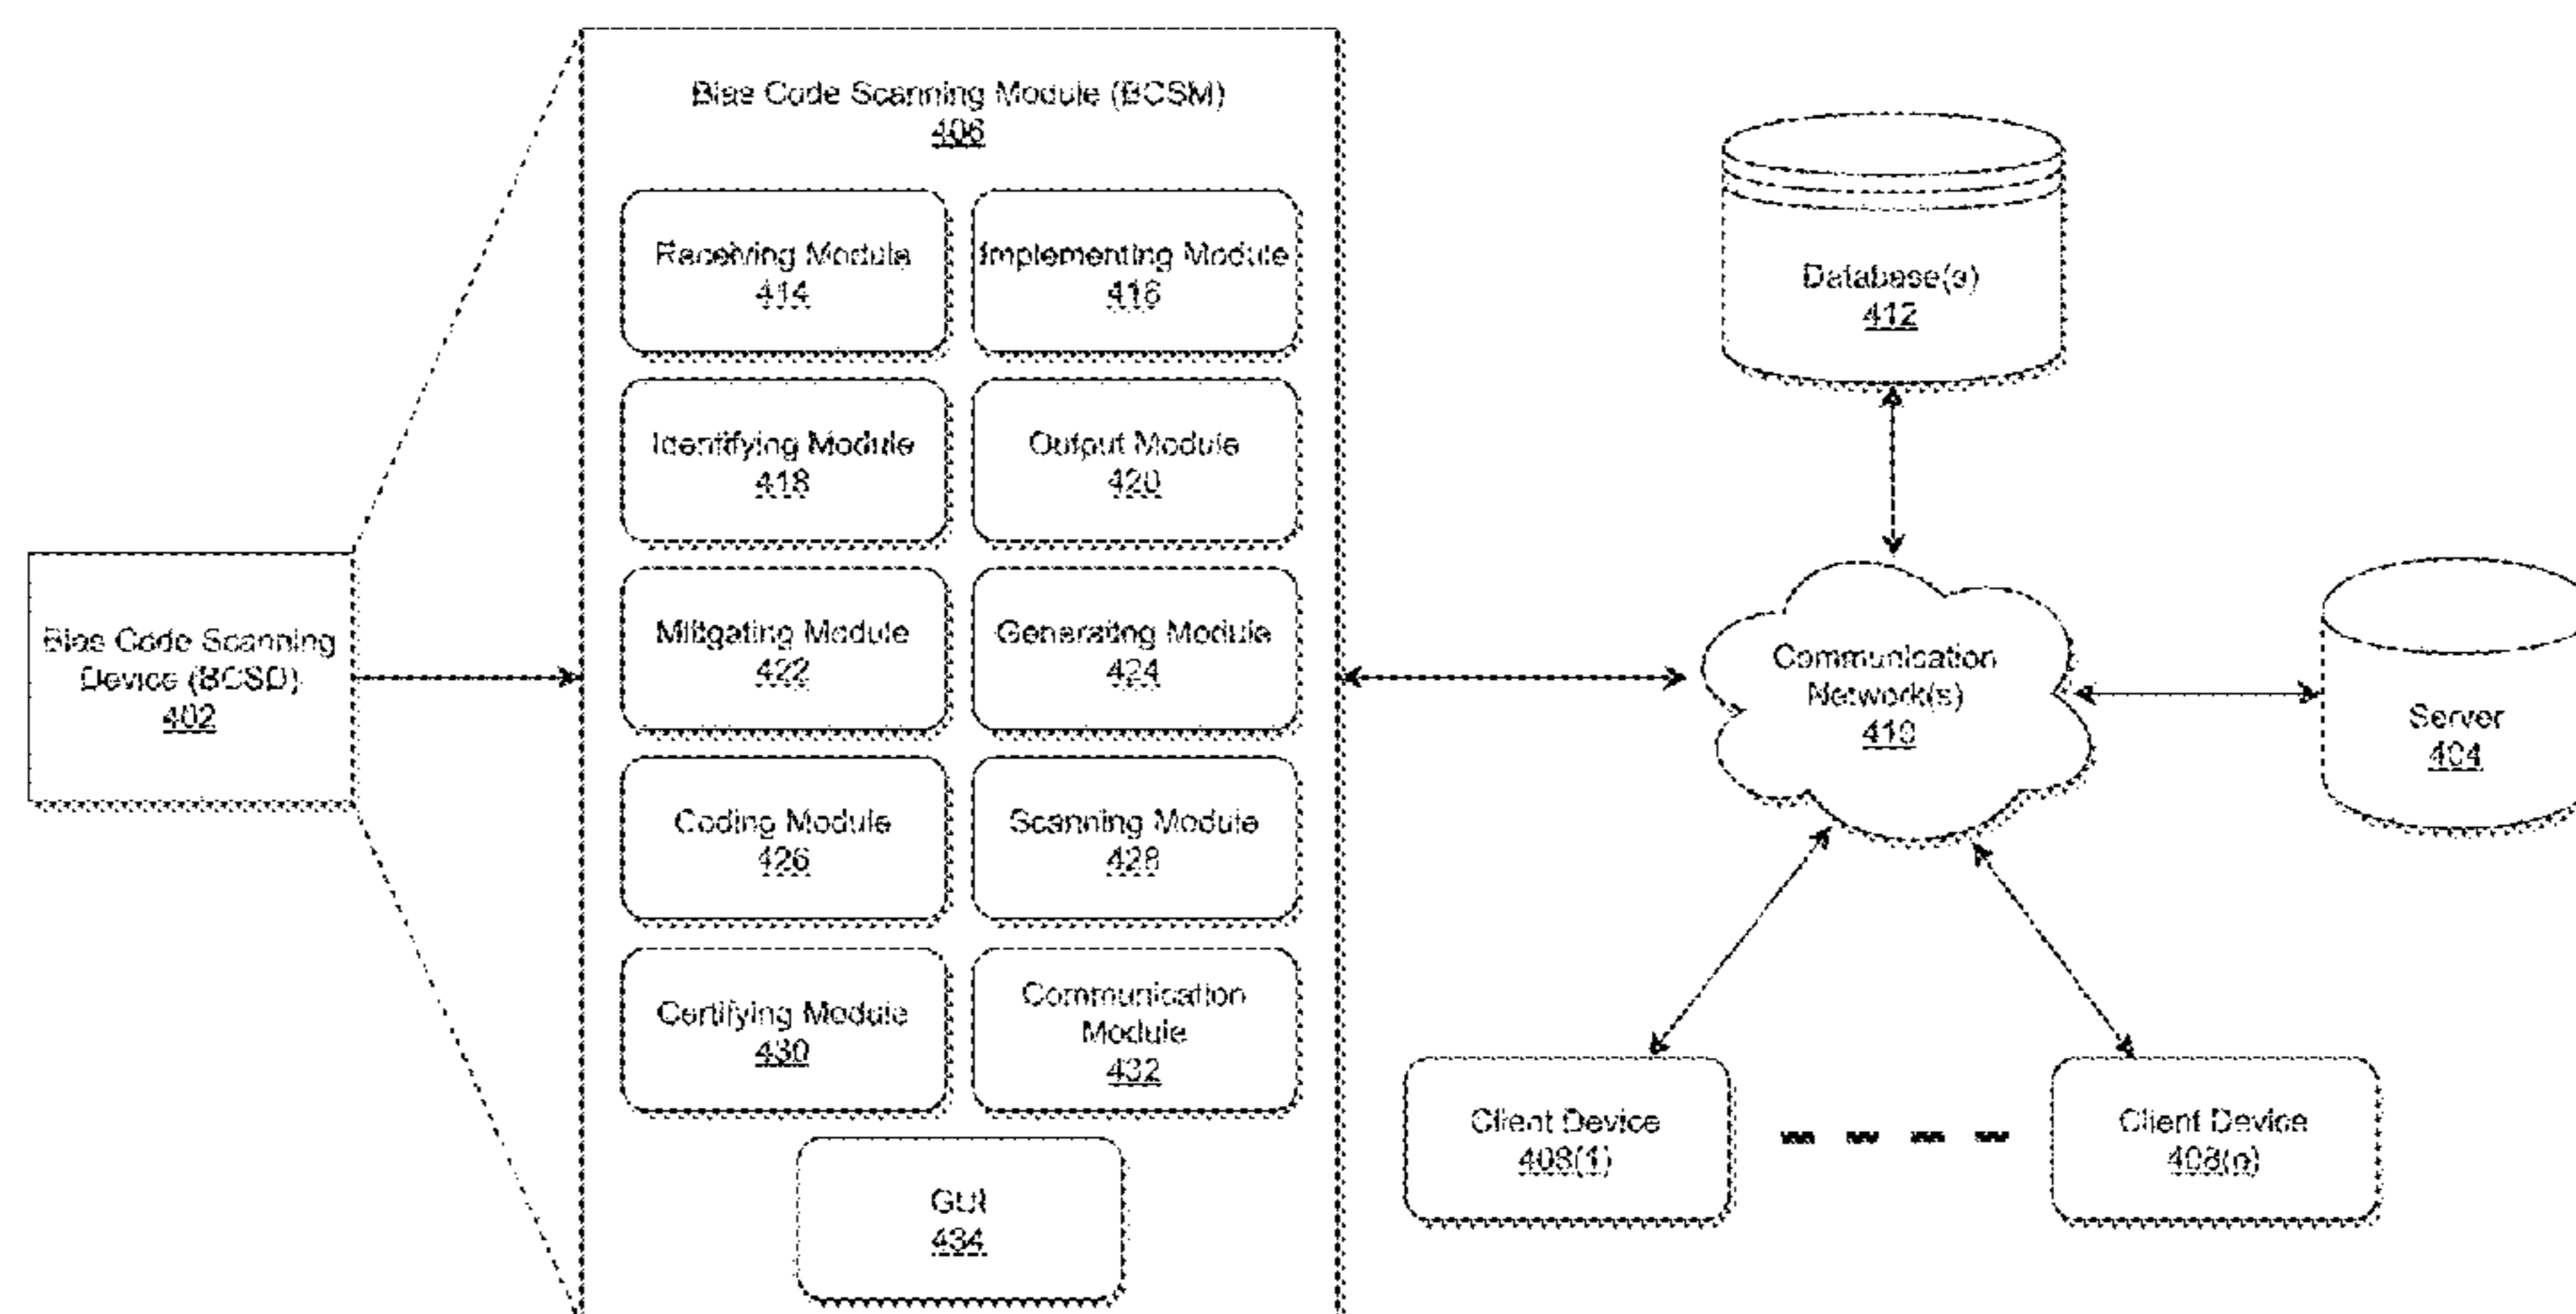 Bias Code Scanning
Device (BCSD)
402
Bias Code Scanning Module (BCSM)
406
Receiving Module
414
Implementing Module
416
Identifying Module
418
Output Module
420
Mitigating Module
422
Generating Module
424
Coding Module
426
Scanning Module
428
Certifying Module
430
Communication
Module
432
GUI
434
Database(s)
412
Communication
Network(s)
410
Server
404
Client Device
408(1)
Client Device
408(n)